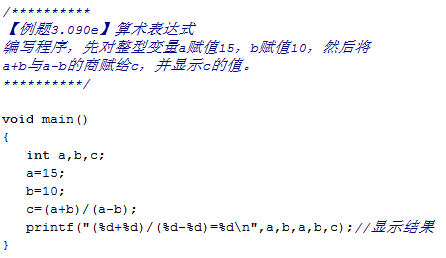 /**********
【例题3.090e】算术表达式
编写程序，先对整型变量a赋值15，b赋值10，然后将
a+b与a-b的商赋给c，并显示c的值。
**********/
void main()
{
int a,b,c;
a=15;
b=10;
c=(a+b)/(a-b);
printf("(%d+%d)/(%d-%d)=%d\n",a,b,a,b,c);//显示结果
}